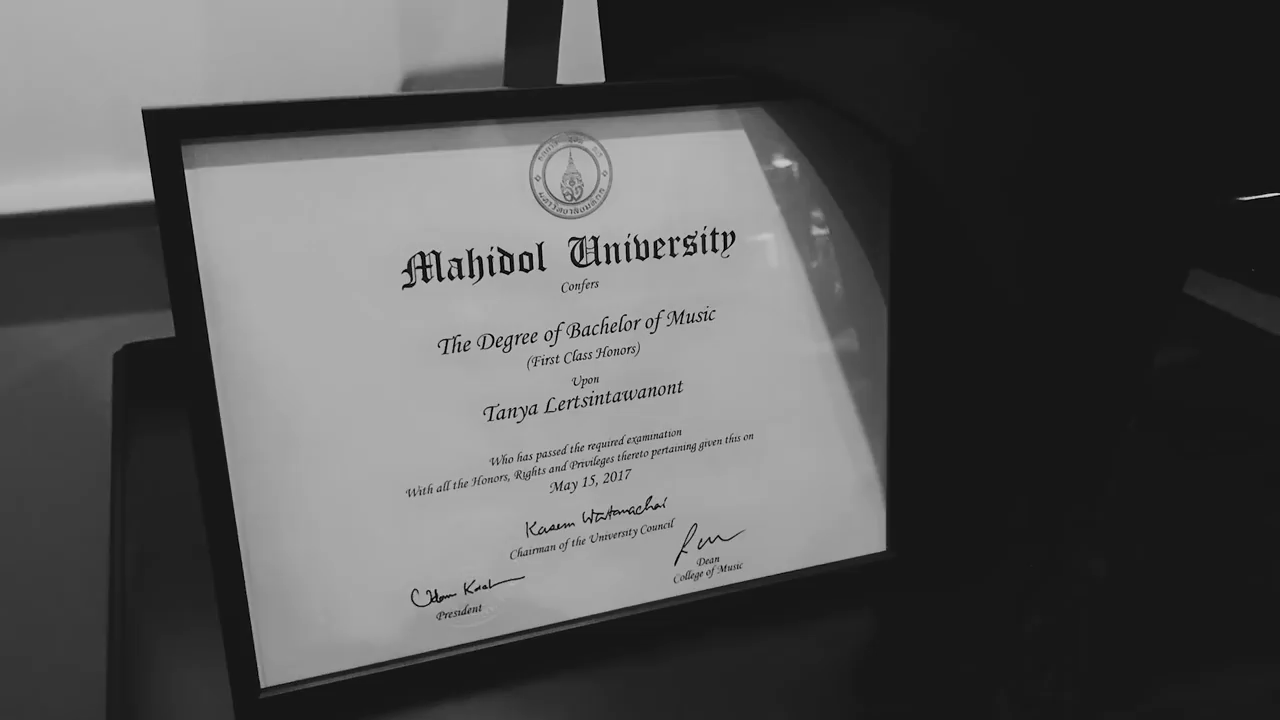 Mahidol University
Confers
The Degree of Bachelor of Music
(First Class Honors)
Upon
Tanya Lertsintawanont
Who has passed the required examination
With all the Honors, Rights and Privileges thereto pertaining given this on
May 15, 2017
Kasem Watanachai
Chairman of the University Council
Dean
College of Music
President